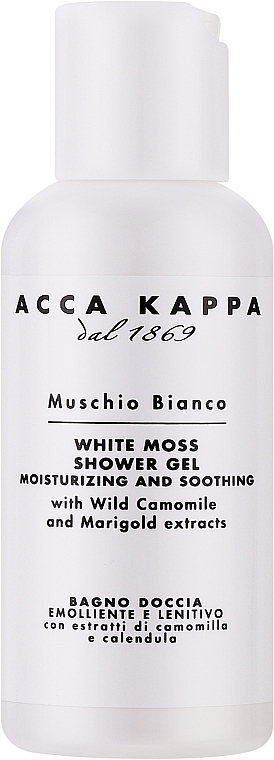 ACCA KAPPA
dal 1869
Muschio Bianco
WHITE MOSS
SHOWER GEL
MOISTURIZING AND SOOTHING
with Wild Camomile
and Marigold extracts
BAGNO DOCCIA
EMOLLIENTE E LENITIVO
con estratti di camomilla
e calendula